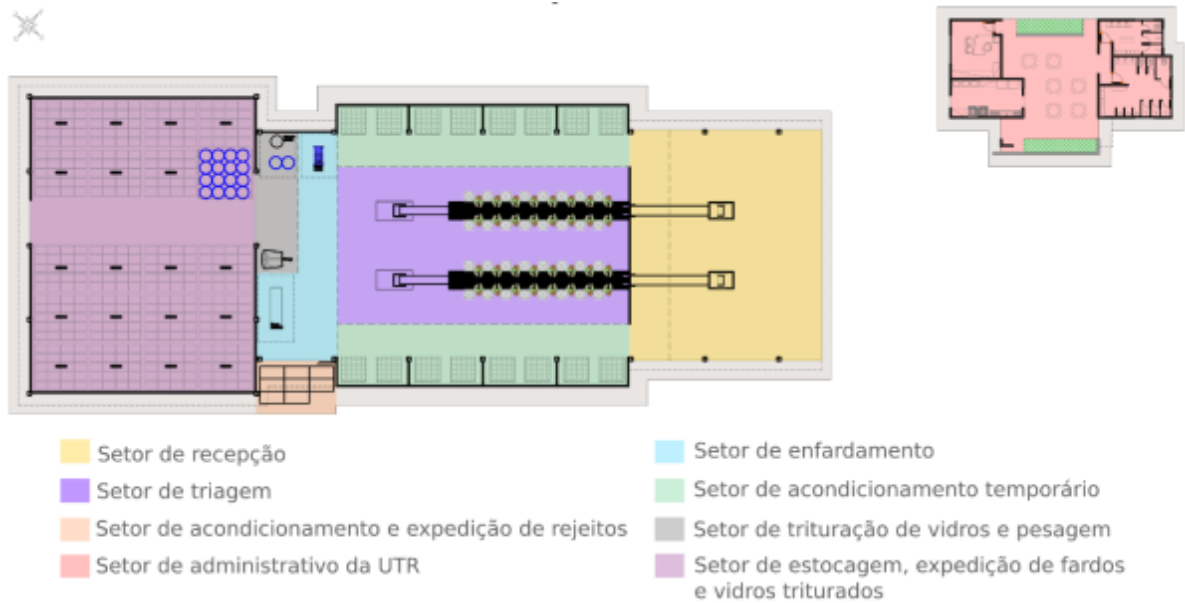 Setor de recepção
Setor de triagem
Setor de acondicionamento e expedição de rejeitos
Setor de administrativo da UTR
Setor de enfardamento
Setor de acondicionamento temporário
Setor de trituração de vidros e pesagem
Setor de estocagem, expedição de fardos
e vidros triturados